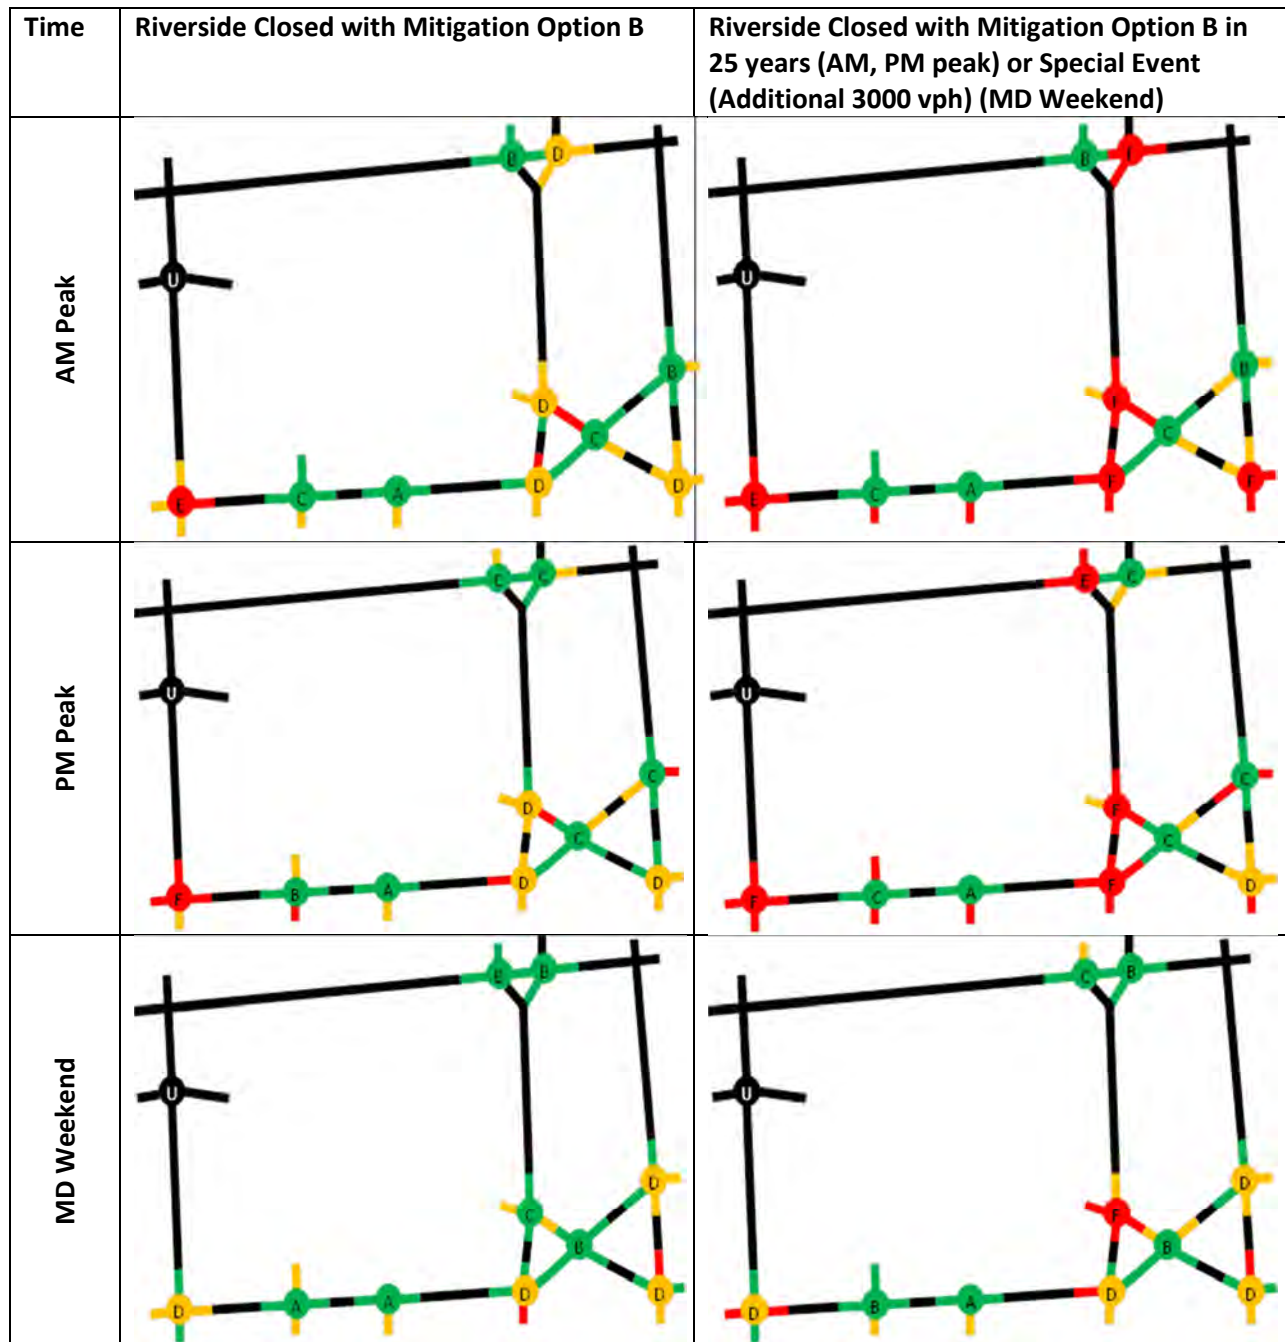 Time
Riverside Closed with Mitigation Option B
Riverside Closed with Mitigation Option B in
25 years (AM, PM peak) or Special Event
(Additional 3000 vph) (MD Weekend)
AM Peak
B D
U
B
D
C
E C A D D
B
U
B
C
E C A F F
PM Peak
C C
U
C
D
C
F B A D D
E C
U
C
F
C
F C A F D
MD Weekend
B B
U
D
C
B
D A A D D
C B
U
D
F
B
D B A D D